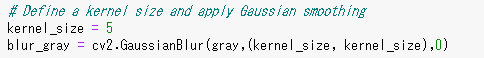 # Define a kernel size and apply Gaussian smoothing
kernel_size = 5
blur_gray = cv2.GaussianBlur(gray,(kernel_size, kernel_size),0)